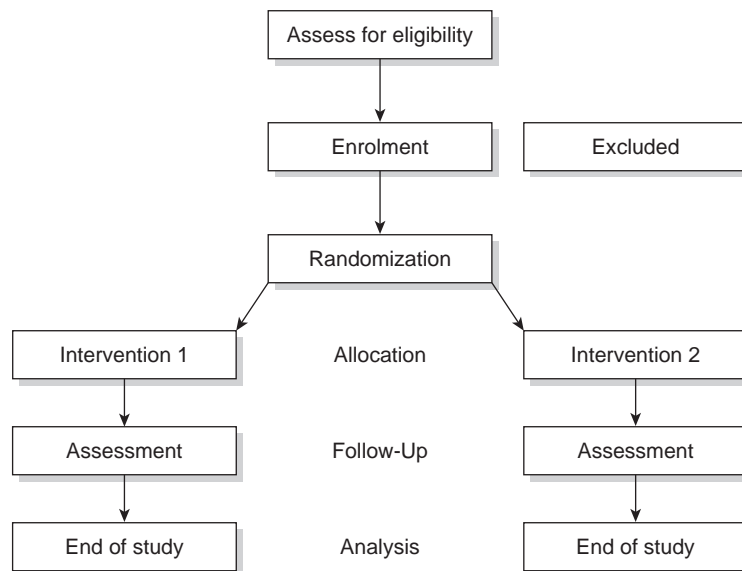 Assess for eligibility
Enrolment
Excluded
Randomization
Intervention 1
Allocation
Intervention 2
Assessment
Follow-Up
Assessment
End of study
Analysis
End of study